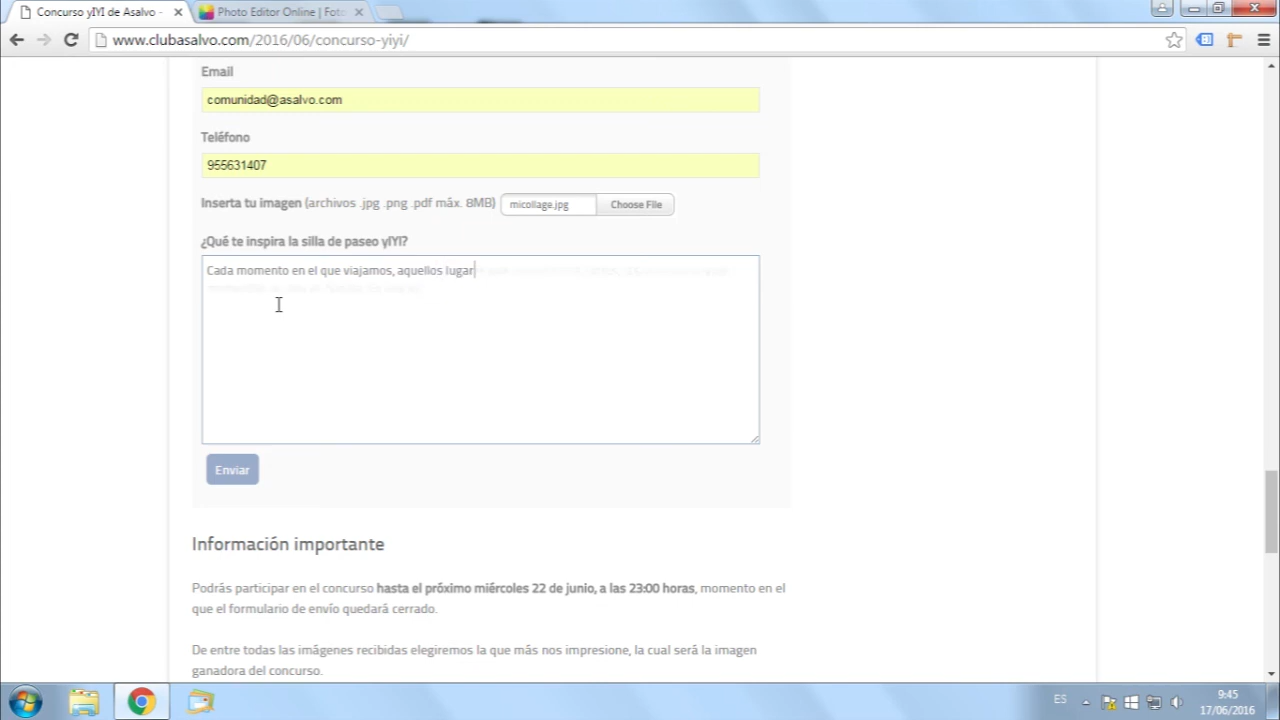 Concurso yIYI de Asalvo -
Photo Editor Online | Foto
www.clubasalvo.com/2016/06/concurso-yiyi/
Email
comunidad@asalvo.com
Teléfono
955631407
Inserta tu imagen (archivos .jpg .png .pdf máx. 8MB) micollage.jpg Choose File
¿Qué te inspira la silla de paseo yIYI?
Cada momento en el que viajamos, aquellos lugar
Enviar
Información importante
Podrás participar en el concurso hasta el próximo miércoles 22 de junio, a las 23:00 horas, momento en el
que el formulario de envío quedará cerrado.
De entre todas las imágenes recibidas elegiremos la que más nos impresione, la cual será la imagen
ganadora del concurso.
ES
9:45
17/06/2016